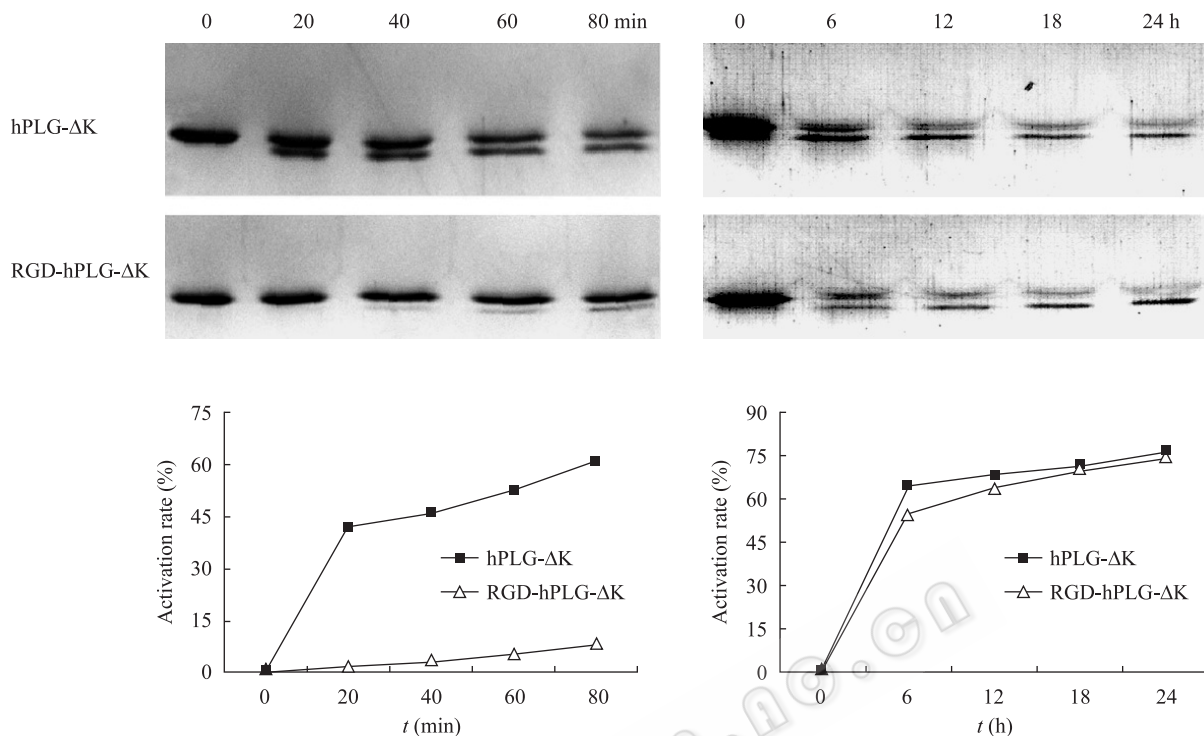 0 20 40 60 80 min
0 6 12 18 24 h
hPLG-ΔK
RGD-hPLG-ΔK
75
60
45
30
15
0
Activation rate (%)
hPLG-ΔK
RGD-hPLG-ΔK
0 20 40 60 80
t (min)
90
75
60
45
30
15
0
Activation rate (%)
hPLG-ΔK
RGD-hPLG-ΔK
0 6 12 18 24
t (h)